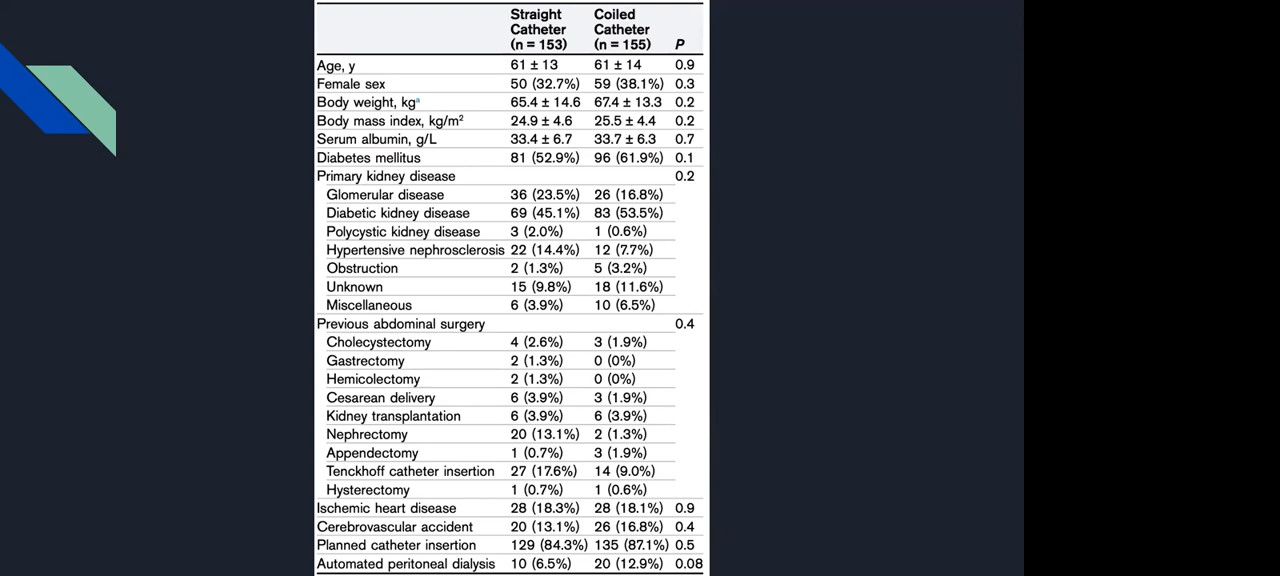 Straight Catheter (n = 153) Coiled Catheter (n = 155) P
Age, y 61 ± 13 61 ± 14 0.9
Female sex 50 (32.7%) 59 (38.1%) 0.3
Body weight, kgᵃ 65.4 ± 14.6 67.4 ± 13.3 0.2
Body mass index, kg/m² 24.9 ± 4.6 25.5 ± 4.4 0.2
Serum albumin, g/L 33.4 ± 6.7 33.7 ± 6.3 0.7
Diabetes mellitus 81 (52.9%) 96 (61.9%) 0.1
Primary kidney disease 0.2
Glomerular disease 36 (23.5%) 26 (16.8%)
Diabetic kidney disease 69 (45.1%) 83 (53.5%)
Polycystic kidney disease 3 (2.0%) 1 (0.6%)
Hypertensive nephrosclerosis 22 (14.4%) 12 (7.7%)
Obstruction 2 (1.3%) 5 (3.2%)
Unknown 15 (9.8%) 18 (11.6%)
Miscellaneous 6 (3.9%) 10 (6.5%)
Previous abdominal surgery 0.4
Cholecystectomy 4 (2.6%) 3 (1.9%)
Gastrectomy 2 (1.3%) 0 (0%)
Hemicolectomy 2 (1.3%) 0 (0%)
Cesarean delivery 6 (3.9%) 3 (1.9%)
Kidney transplantation 6 (3.9%) 6 (3.9%)
Nephrectomy 20 (13.1%) 2 (1.3%)
Appendectomy 1 (0.7%) 3 (1.9%)
Tenckhoff catheter insertion 27 (17.6%) 14 (9.0%)
Hysterectomy 1 (0.7%) 1 (0.6%)
Ischemic heart disease 28 (18.3%) 28 (18.1%) 0.9
Cerebrovascular accident 20 (13.1%) 26 (16.8%) 0.4
Planned catheter insertion 129 (84.3%) 135 (87.1%) 0.5
Automated peritoneal dialysis 10 (6.5%) 20 (12.9%) 0.08